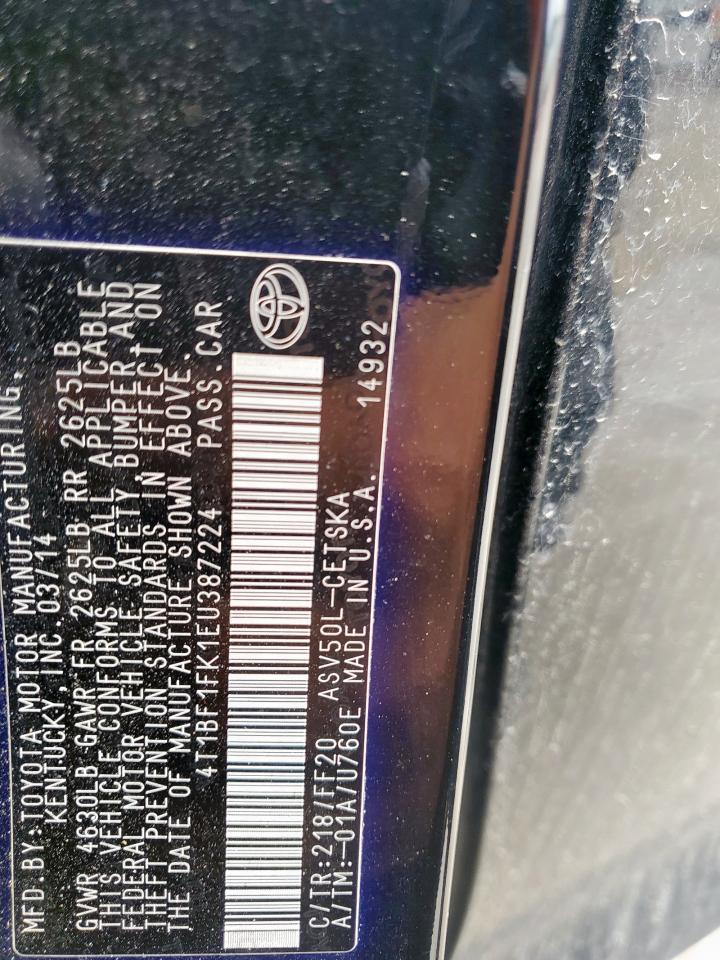 MFD.BY:TOYOTA MOTOR MANUFACTURING,
KENTUCKY, INC. 03/14
GVWR 4630LB GAWR FR 2625LB RR 2625LB
THIS VEHICLE CONFORMS TO ALL APPLICABLE
FEDERAL MOTOR VEHICLE SAFETY, BUMPER, AND
THEFT PREVENTION STANDARDS IN EFFECT ON
THE DATE OF MANUFACTURE SHOWN ABOVE.
4T1BF1FK1EU387224 PASS.CAR
C/TR:218/FF20 ASV50L-CETSKA
A/TM:-01A/U760E MADE IN U.S.A. 14932